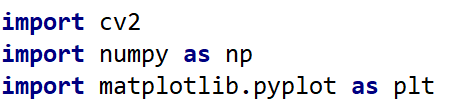 import cv2
import numpy as np
import matplotlib.pyplot as plt